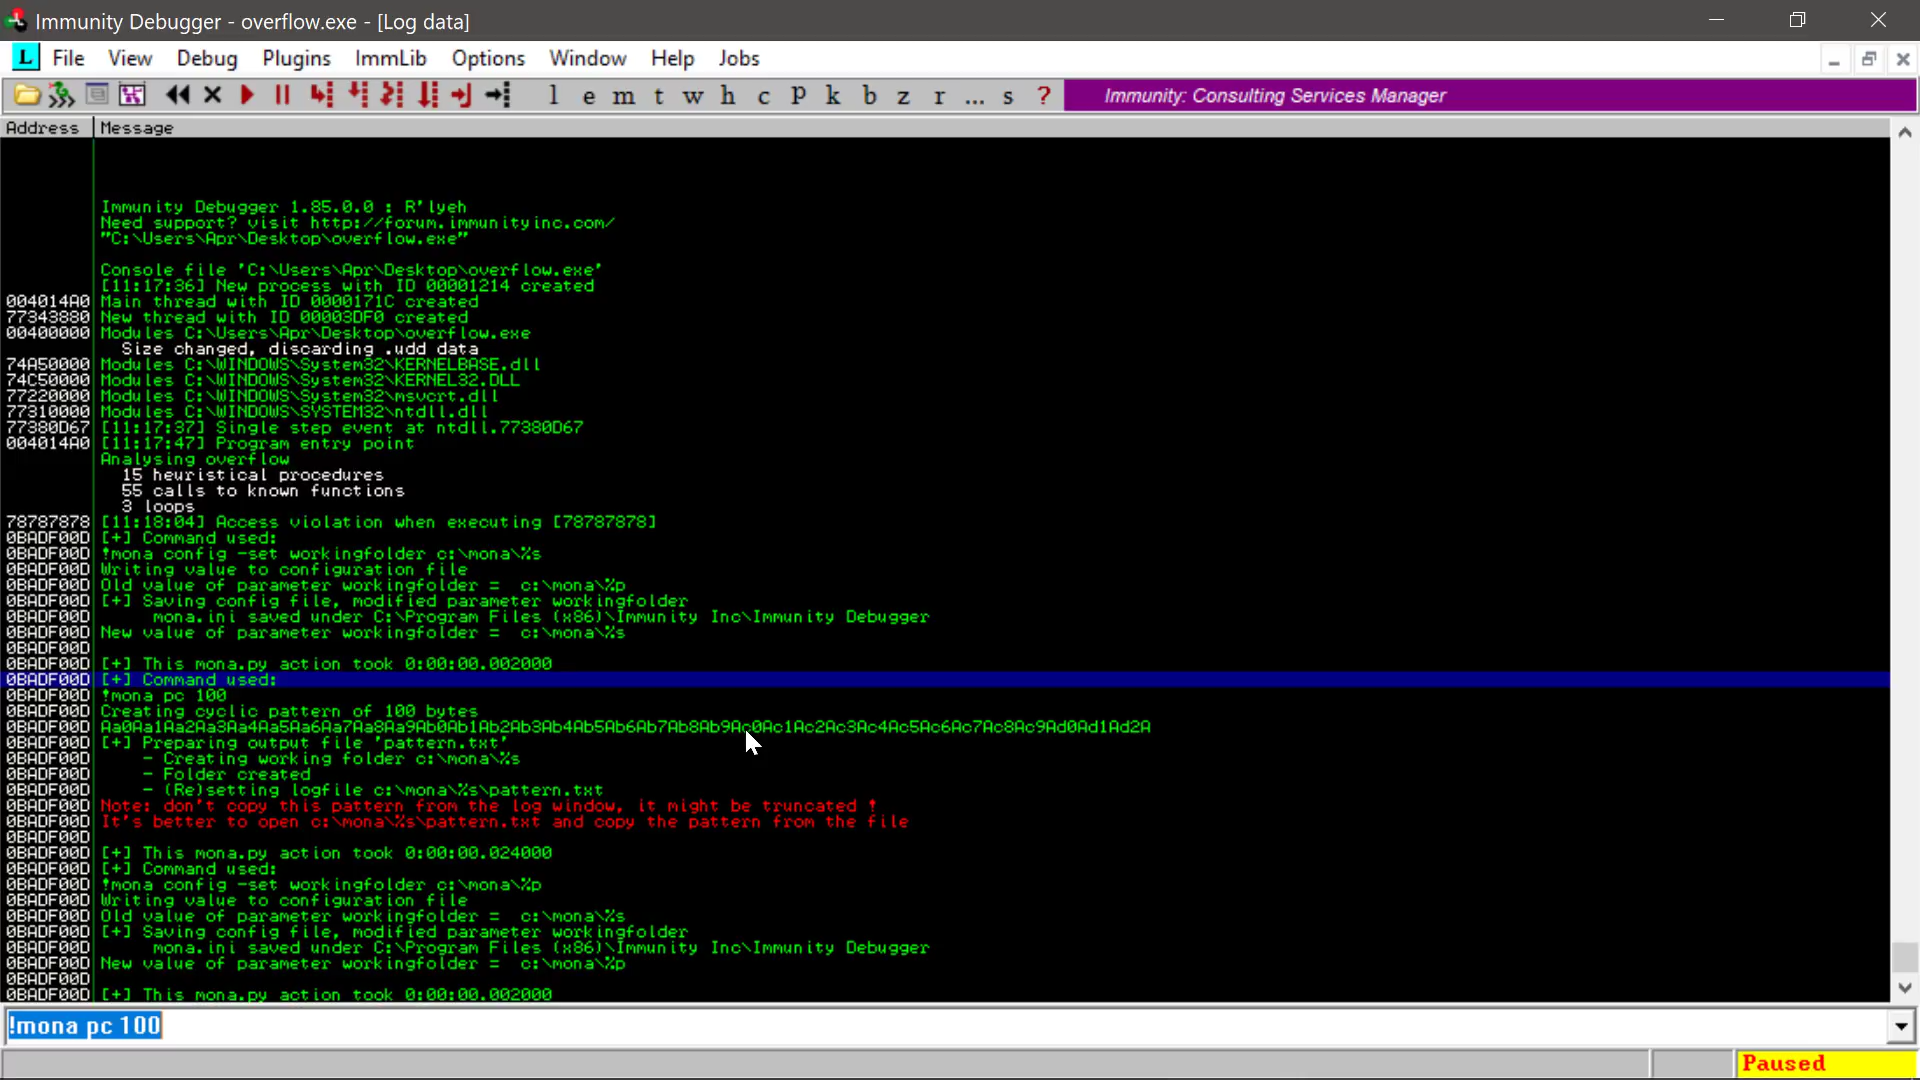 Immunity Debugger - overflow.exe - [Log data]
L File View Debug Plugins ImmLib Options Window Help Jobs
l e m t w h c P k b z r ... s ? Immunity: Consulting Services Manager
Address Message
Immunity Debugger 1.85.0.0 : R'lyeh
Need support? visit http://forum.immunityinc.com/
"C:\Users\Apr\Desktop\overflow.exe"
Console file 'C:\Users\Apr\Desktop\overflow.exe'
[11:17:36] New process with ID 00001214 created
004014A0 Main thread with ID 0000171C created
77343880 New thread with ID 00003DF0 created
00400000 Modules C:\Users\Apr\Desktop\overflow.exe
Size changed, discarding .udd data
74A50000 Modules C:\WINDOWS\System32\KERNELBASE.dll
74C50000 Modules C:\WINDOWS\System32\KERNEL32.DLL
77220000 Modules C:\WINDOWS\System32\msvcrt.dll
77310000 Modules C:\WINDOWS\SYSTEM32\ntdll.dll
77380D67 [11:17:37] Single step event at ntdll.77380D67
004014A0 [11:17:47] Program entry point
Analysing overflow
15 heuristical procedures
55 calls to known functions
3 loops
78787878 [11:18:04] Access violation when executing [78787878]
0BADF00D [+] Command used:
0BADF00D !mona config -set workingfolder c:\mona\%s
0BADF00D Writing value to configuration file
0BADF00D Old value of parameter workingfolder = c:\mona\%p
0BADF00D [+] Saving config file, modified parameter workingfolder
0BADF00D mona.ini saved under C:\Program Files (x86)\Immunity Inc\Immunity Debugger
0BADF00D New value of parameter workingfolder = c:\mona\%s
0BADF00D
0BADF00D [+] This mona.py action took 0:00:00.002000
0BADF00D [+] Command used:
0BADF00D !mona pc 100
0BADF00D Creating cyclic pattern of 100 bytes
0BADF00D Aa0Aa1Aa2Aa3Aa4Aa5Aa6Aa7Aa8Aa9Ab0Ab1Ab2Ab3Ab4Ab5Ab6Ab7Ab8Ab9Ac0Ac1Ac2Ac3Ac4Ac5Ac6Ac7Ac8Ac9Ad0Ad1Ad2A
0BADF00D [+] Preparing output file 'pattern.txt'
0BADF00D - Creating working folder c:\mona\%s
0BADF00D - Folder created
0BADF00D - (Re)setting logfile c:\mona\%s\pattern.txt
0BADF00D Note: don't copy this pattern from the log window, it might be truncated !
0BADF00D It's better to open c:\mona\%s\pattern.txt and copy the pattern from the file
0BADF00D
0BADF00D [+] This mona.py action took 0:00:00.024000
0BADF00D [+] Command used:
0BADF00D !mona config -set workingfolder c:\mona\%p
0BADF00D Writing value to configuration file
0BADF00D Old value of parameter workingfolder = c:\mona\%s
0BADF00D [+] Saving config file, modified parameter workingfolder
0BADF00D mona.ini saved under C:\Program Files (x86)\Immunity Inc\Immunity Debugger
0BADF00D New value of parameter workingfolder = c:\mona\%p
0BADF00D
0BADF00D [+] This mona.py action took 0:00:00.002000
!mona pc 100
Paused